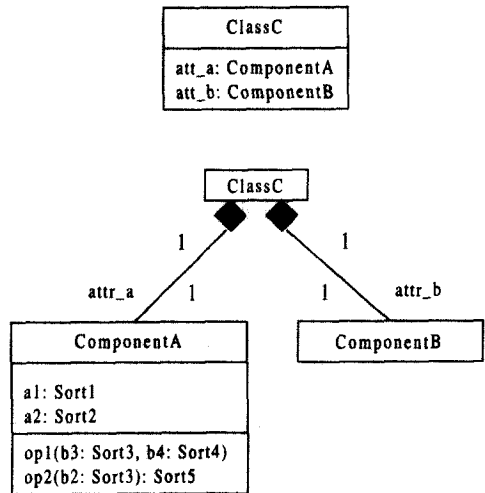 ClassC
att_a: ComponentA
att_b: ComponentB
ClassC
1 1
attr_a 1 1 attr_b
ComponentA ComponentB
a1: Sort1
a2: Sort2
op1(b3: Sort3, b4: Sort4)
op2(b2: Sort3): Sort5